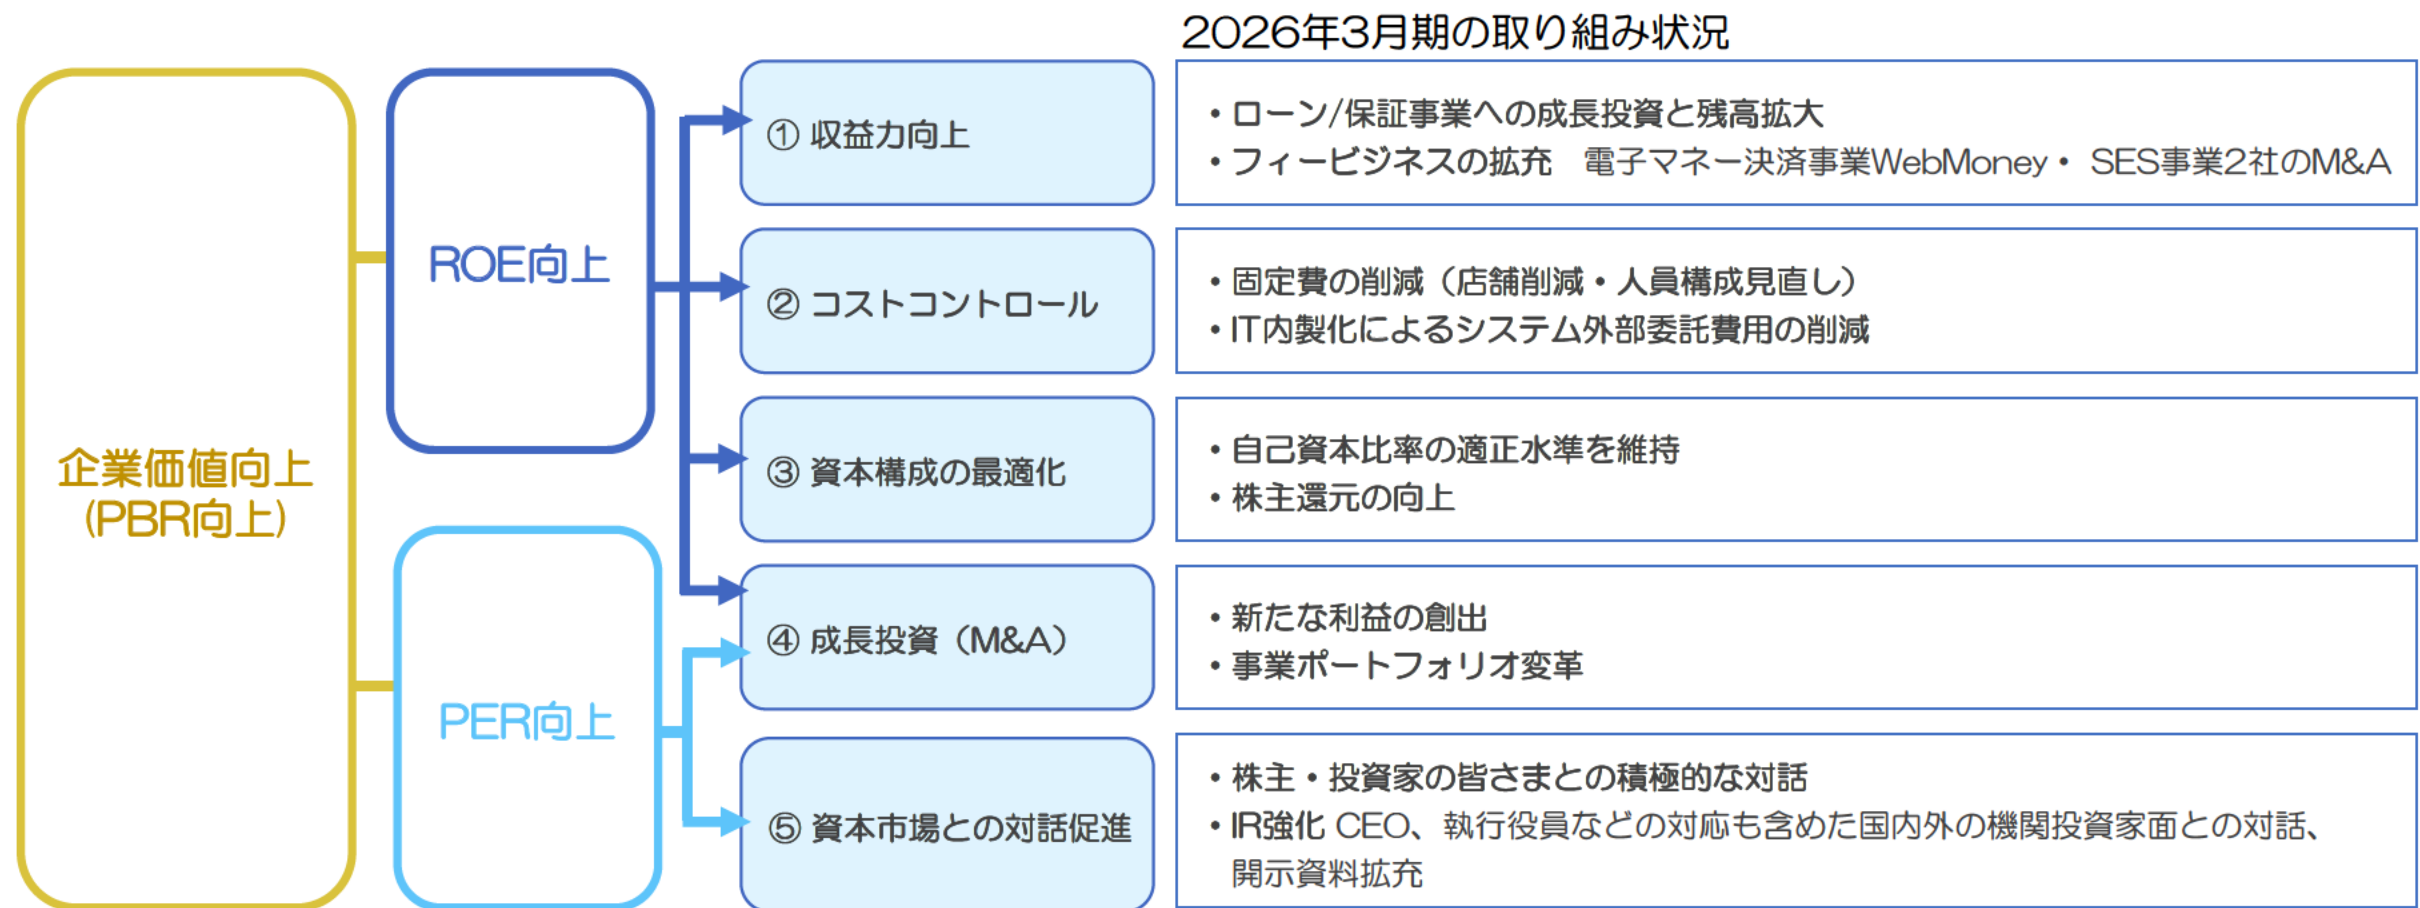 2026年3月期の取り組み状況
企業価値向上
(PBR向上)
ROE向上
PER向上
① 収益力向上
・ローン/保証事業への成長投資と残高拡大
・フィービジネスの拡充　電子マネー決済事業WebMoney・ SES事業2社のM&A
② コストコントロール
・固定費の削減（店舗削減・人員構成見直し）
・IT内製化によるシステム外部委託費用の削減
③ 資本構成の最適化
・自己資本比率の適正水準を維持
・株主還元の向上
④ 成長投資（M&A）
・新たな利益の創出
・事業ポートフォリオ変革
⑤ 資本市場との対話促進
・株主・投資家の皆さまとの積極的な対話
・IR強化 CEO、執行役員などの対応も含めた国内外の機関投資家面との対話、
開示資料拡充